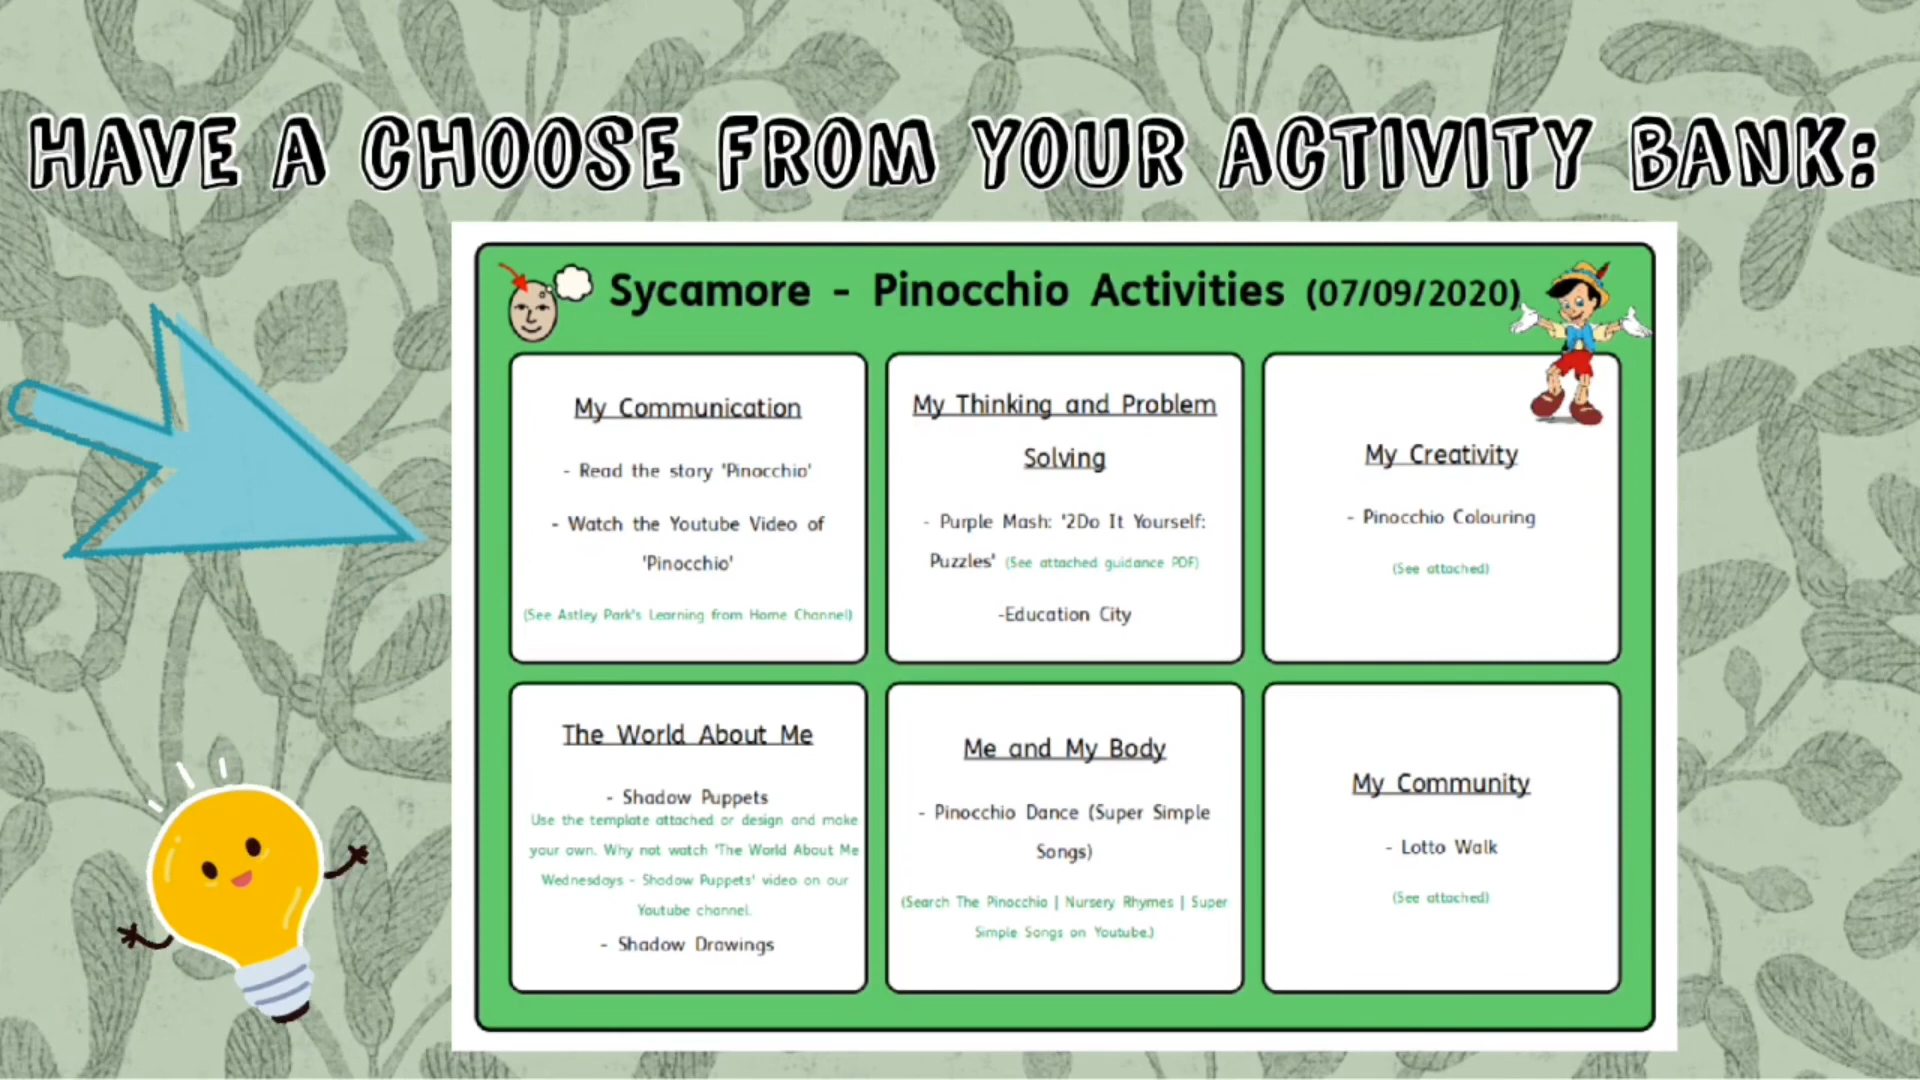 HAVE A CHOOSE FROM YOUR ACTIVITY BANK:
Sycamore - Pinocchio Activities (07/09/2020)
My Communication
- Read the story 'Pinocchio'
- Watch the Youtube Video of
'Pinocchio'
(See Astley Park's Learning from Home Channel)
My Thinking and Problem
Solving
- Purple Mash: '2Do It Yourself:
Puzzles' (See attached guidance PDF)
-Education City
My Creativity
- Pinocchio Colouring
(See attached)
The World About Me
- Shadow Puppets
Use the template attached or design and make
your own. Why not watch 'The World About Me
Wednesdays - Shadow Puppets' video on our
Youtube channel.
- Shadow Drawings
Me and My Body
- Pinocchio Dance (Super Simple
Songs)
(Search The Pinocchio | Nursery Rhymes | Super
Simple Songs on Youtube.)
My Community
- Lotto Walk
(See attached)